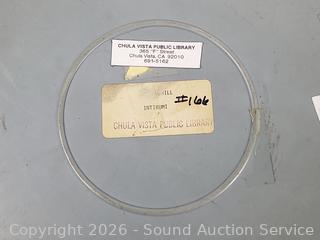 CHULA VISTA PUBLIC LIBRARY
365 "F" Street
Chula Vista, CA 92010
691-5162
#166
INTIHUMI
CHULA VISTA PUBLIC LIBRARY
Copyright © 2026 - Sound Auction Service